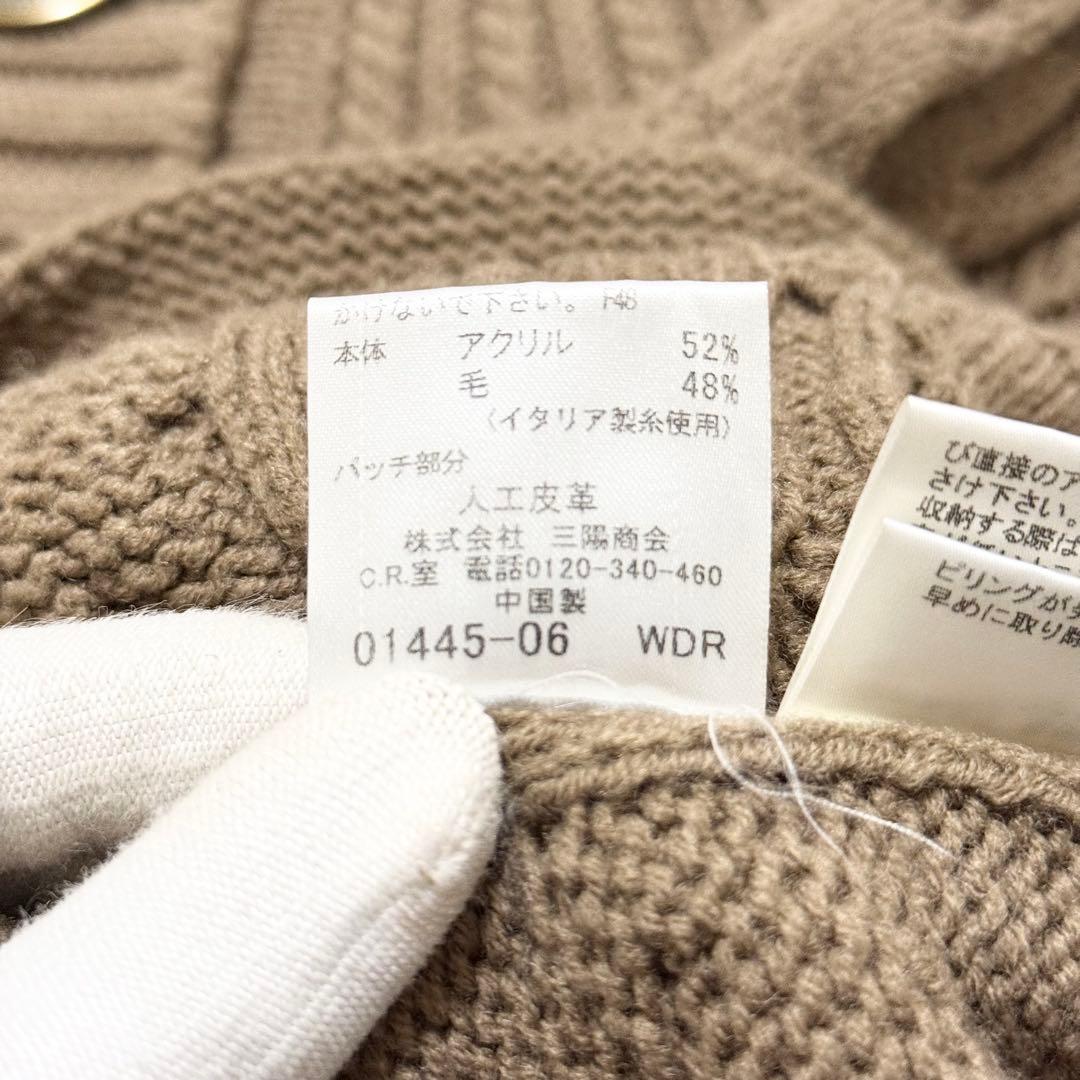 かけないで下さい。 F48
本体 アクリル 52%
毛 48%
(イタリア製糸使用)
パッチ部分
人工皮革
株式会社 三陽商会
C.R.室 電話0120-340-460
中国製
01445-06 WDR
び直接のア
さけ下さい。
収納する際は
ピリングが
早めに取り除